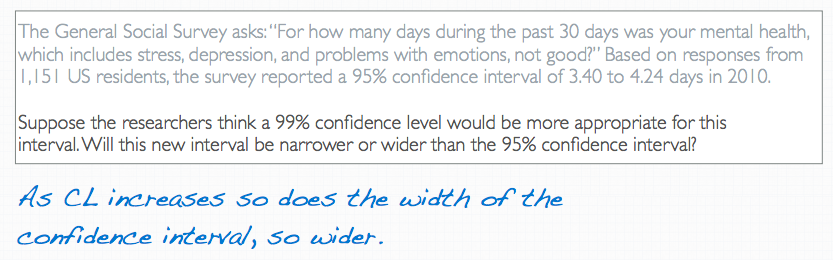 The General Social Survey asks: “For how many days during the past 30 days was your mental health,
which includes stress, depression, and problems with emotions, not good?” Based on responses from
1,151 US residents, the survey reported a 95% confidence interval of 3.40 to 4.24 days in 2010.
Suppose the researchers think a 99% confidence level would be more appropriate for this
interval. Will this new interval be narrower or wider than the 95% confidence interval?
As CL increases so does the width of the
confidence interval, so wider.